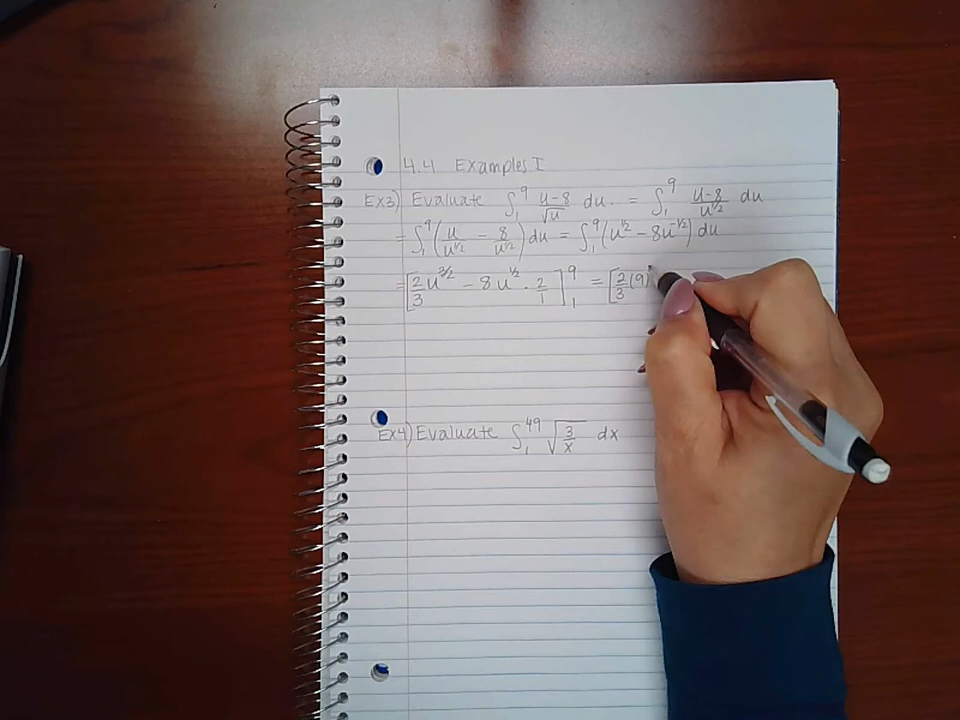 4.4 Examples I
Ex3) Evaluate ∫₁⁹ (u-8)/√u du. = ∫₁⁹ (u-8)/u^(1/2) du
= ∫₁⁹ (u/u^(1/2) - 8/u^(1/2)) du = ∫₁⁹ (u^(1/2) - 8u^(-1/2)) du
= [2/3 u^(3/2) - 8u^(1/2) · 2/1]₁⁹ = [2/3 (9)
Ex4) Evaluate ∫₁⁴⁹ √(3/x) dx